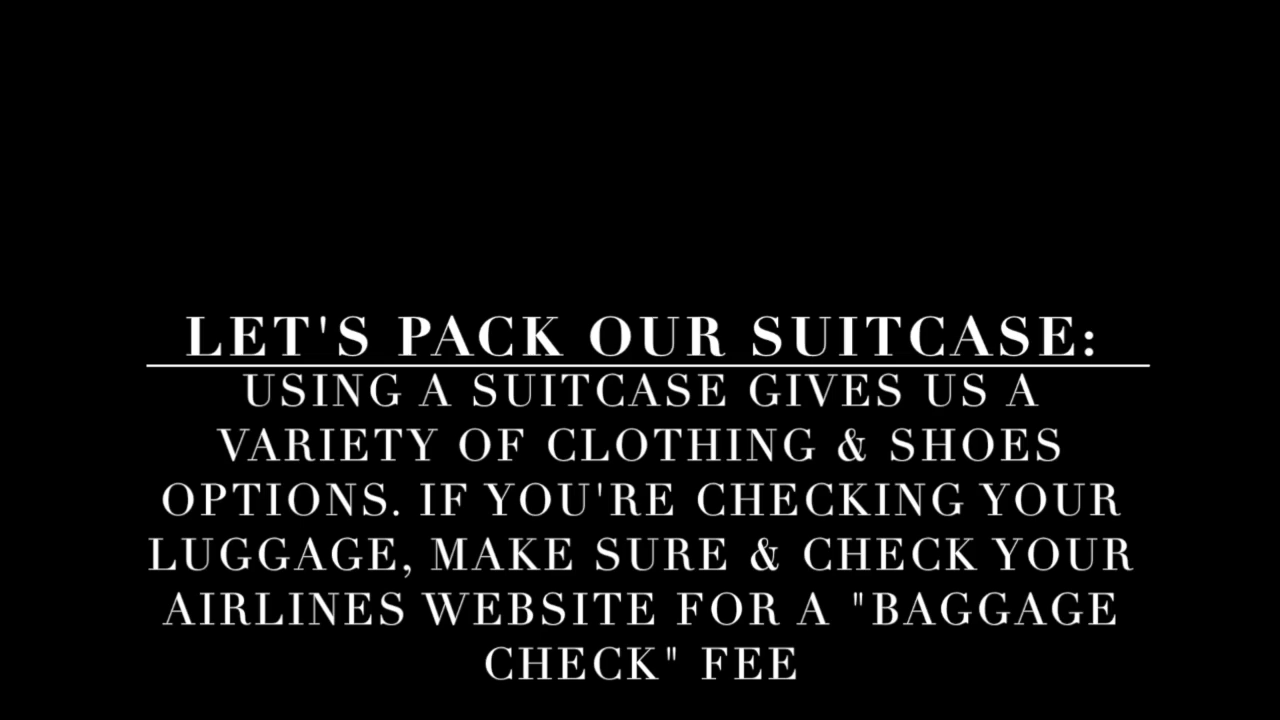 LET'S PACK OUR SUITCASE:
USING A SUITCASE GIVES US A
VARIETY OF CLOTHING & SHOES
OPTIONS. IF YOU'RE CHECKING YOUR
LUGGAGE, MAKE SURE & CHECK YOUR
AIRLINES WEBSITE FOR A "BAGGAGE
CHECK" FEE